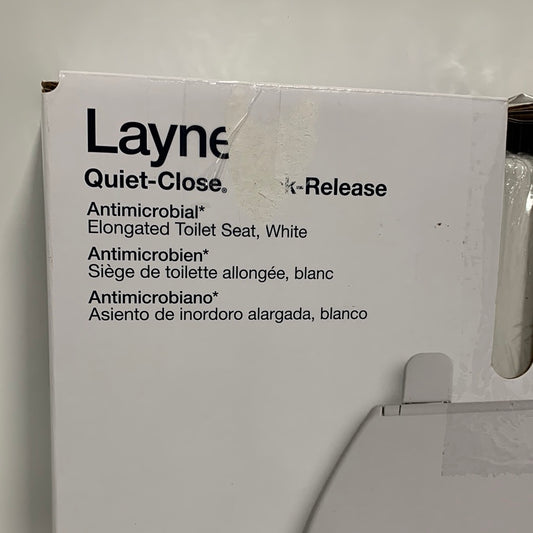 Layne
Quiet-Close® k™-Release
Antimicrobial*
Elongated Toilet Seat, White
Antimicrobien*
Siège de toilette allongée, blanc
Antimicrobiano*
Asiento de inordoro alargada, blanco